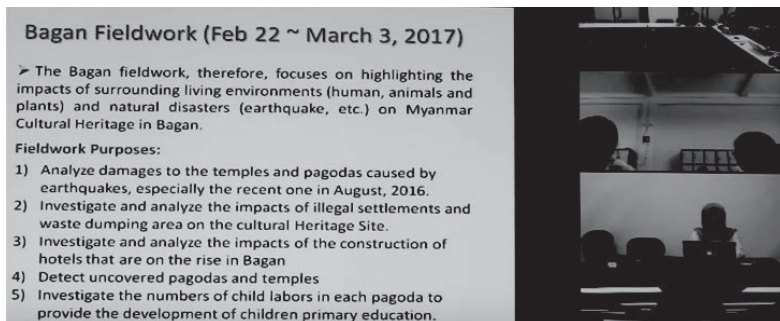 Bagan Fieldwork (Feb 22 ~ March 3, 2017)
➤ The Bagan fieldwork, therefore, focuses on highlighting the
impacts of surrounding living environments (human, animals and
plants) and natural disasters (earthquake, etc.) on Myanmar
Cultural Heritage in Bagan.
Fieldwork Purposes:
1) Analyze damages to the temples and pagodas caused by
earthquakes, especially the recent one in August, 2016.
2) Investigate and analyze the impacts of illegal settlements and
waste dumping area on the cultural Heritage Site.
3) Investigate and analyze the impacts of the construction of
hotels that are on the rise in Bagan
4) Detect uncovered pagodas and temples
5) Investigate the numbers of child labors in each pagoda to
provide the development of children primary education.